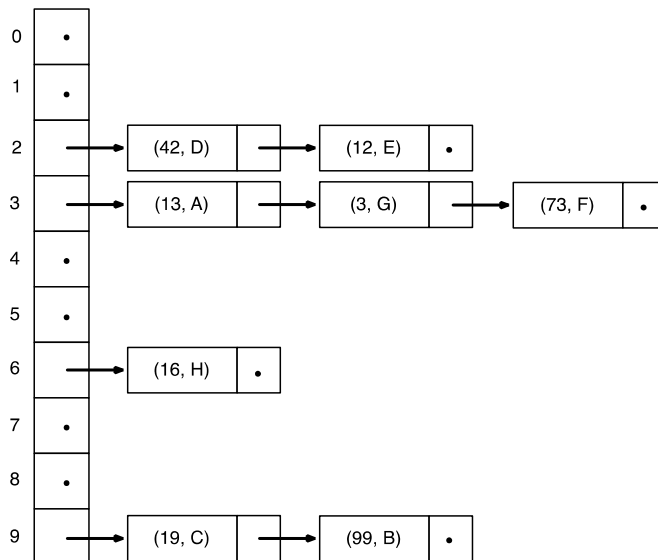 0
1
2 (42, D) (12, E)
3 (13, A) (3, G) (73, F)
4
5
6 (16, H)
7
8
9 (19, C) (99, B)